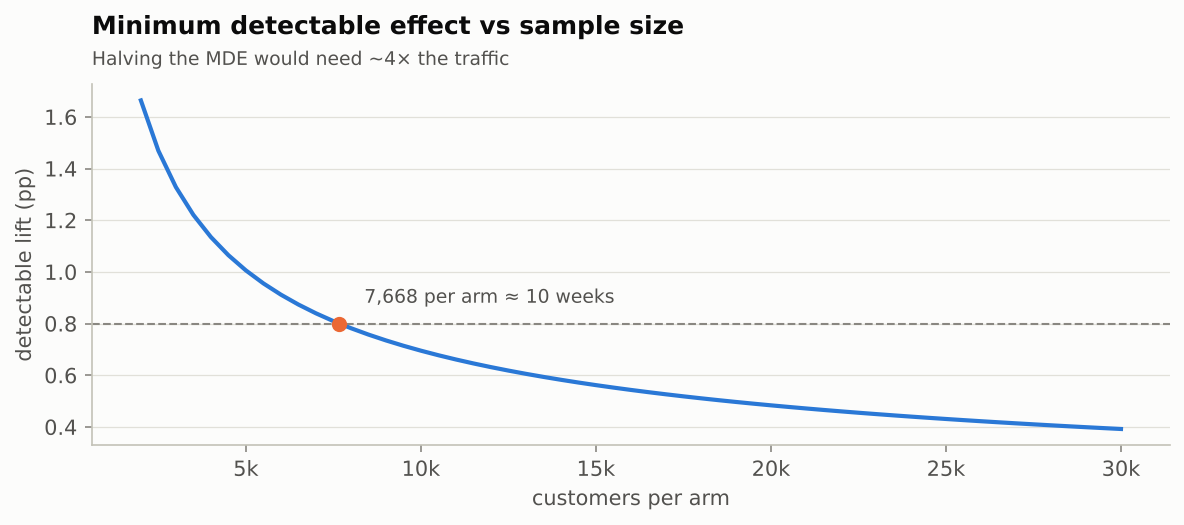 Minimum detectable effect vs sample size
Halving the MDE would need ~4× the traffic
detectable lift (pp)
1.6
1.4
1.2
1.0
0.8
0.6
0.4
7,668 per arm ≈ 10 weeks
5k
10k
15k
20k
25k
30k
customers per arm